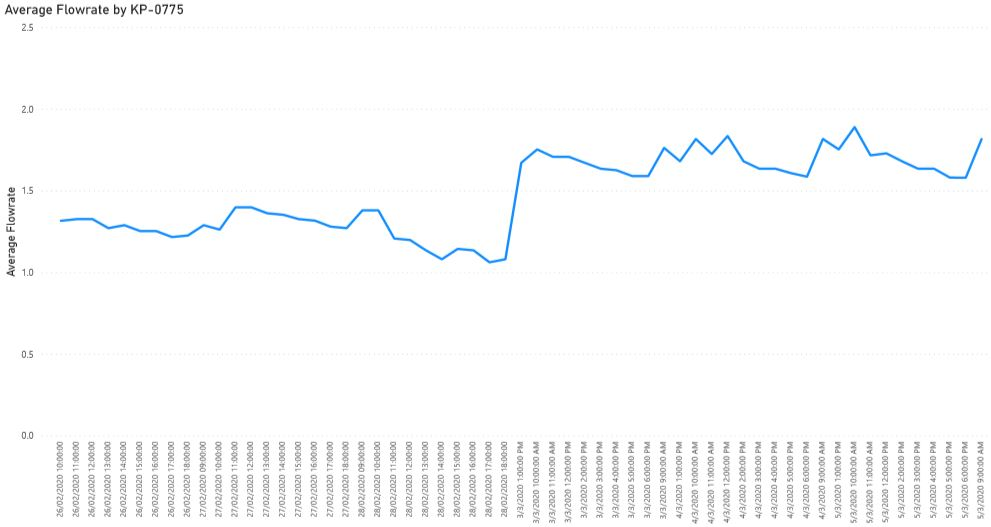 Average Flowrate by KP-0775
2.5
2.0
1.5
1.0
0.5
0.0
Average Flowrate
26/02/2020 10:00:00
26/02/2020 11:00:00
26/02/2020 12:00:00
26/02/2020 13:00:00
26/02/2020 14:00:00
26/02/2020 15:00:00
26/02/2020 16:00:00
26/02/2020 17:00:00
26/02/2020 18:00:00
27/02/2020 09:00:00
27/02/2020 10:00:00
27/02/2020 11:00:00
27/02/2020 12:00:00
27/02/2020 13:00:00
27/02/2020 14:00:00
27/02/2020 15:00:00
27/02/2020 16:00:00
27/02/2020 17:00:00
27/02/2020 18:00:00
28/02/2020 09:00:00
28/02/2020 10:00:00
28/02/2020 11:00:00
28/02/2020 12:00:00
28/02/2020 13:00:00
28/02/2020 14:00:00
28/02/2020 15:00:00
28/02/2020 16:00:00
28/02/2020 17:00:00
28/02/2020 18:00:00
3/3/2020 1:00:00 PM
3/3/2020 10:00:00 AM
3/3/2020 11:00:00 AM
3/3/2020 12:00:00 PM
3/3/2020 2:00:00 PM
3/3/2020 3:00:00 PM
3/3/2020 4:00:00 PM
3/3/2020 5:00:00 PM
3/3/2020 6:00:00 PM
3/3/2020 9:00:00 AM
4/3/2020 1:00:00 PM
4/3/2020 10:00:00 AM
4/3/2020 11:00:00 AM
4/3/2020 12:00:00 PM
4/3/2020 2:00:00 PM
4/3/2020 3:00:00 PM
4/3/2020 4:00:00 PM
4/3/2020 5:00:00 PM
4/3/2020 6:00:00 PM
4/3/2020 9:00:00 AM
5/3/2020 1:00:00 PM
5/3/2020 10:00:00 AM
5/3/2020 11:00:00 AM
5/3/2020 12:00:00 PM
5/3/2020 2:00:00 PM
5/3/2020 3:00:00 PM
5/3/2020 4:00:00 PM
5/3/2020 5:00:00 PM
5/3/2020 6:00:00 PM
5/3/2020 9:00:00 AM